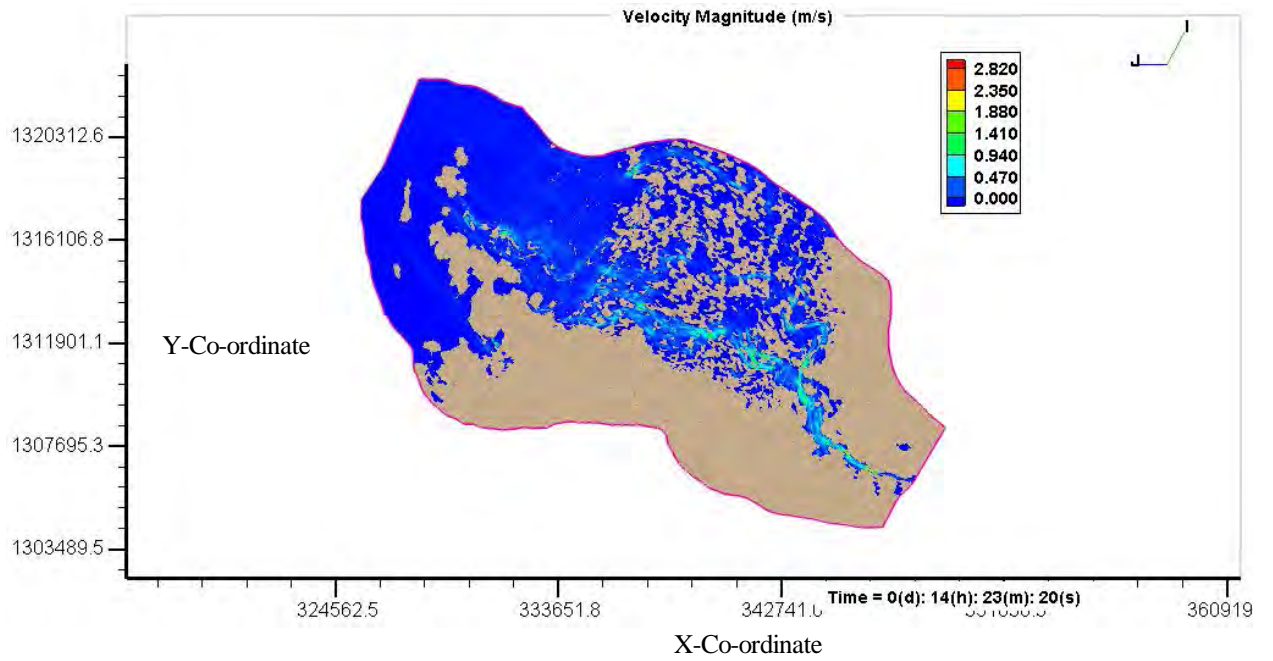 Velocity Magnitude (m/s)
I
J
2.820
2.350
1.880
1.410
0.940
0.470
0.000
1320312.6
1316106.8
1311901.1
1307695.3
1303489.5
Y-Co-ordinate
324562.5 333651.8 360919
Time = 0(d): 14(h): 23(m): 20(s)
X-Co-ordinate